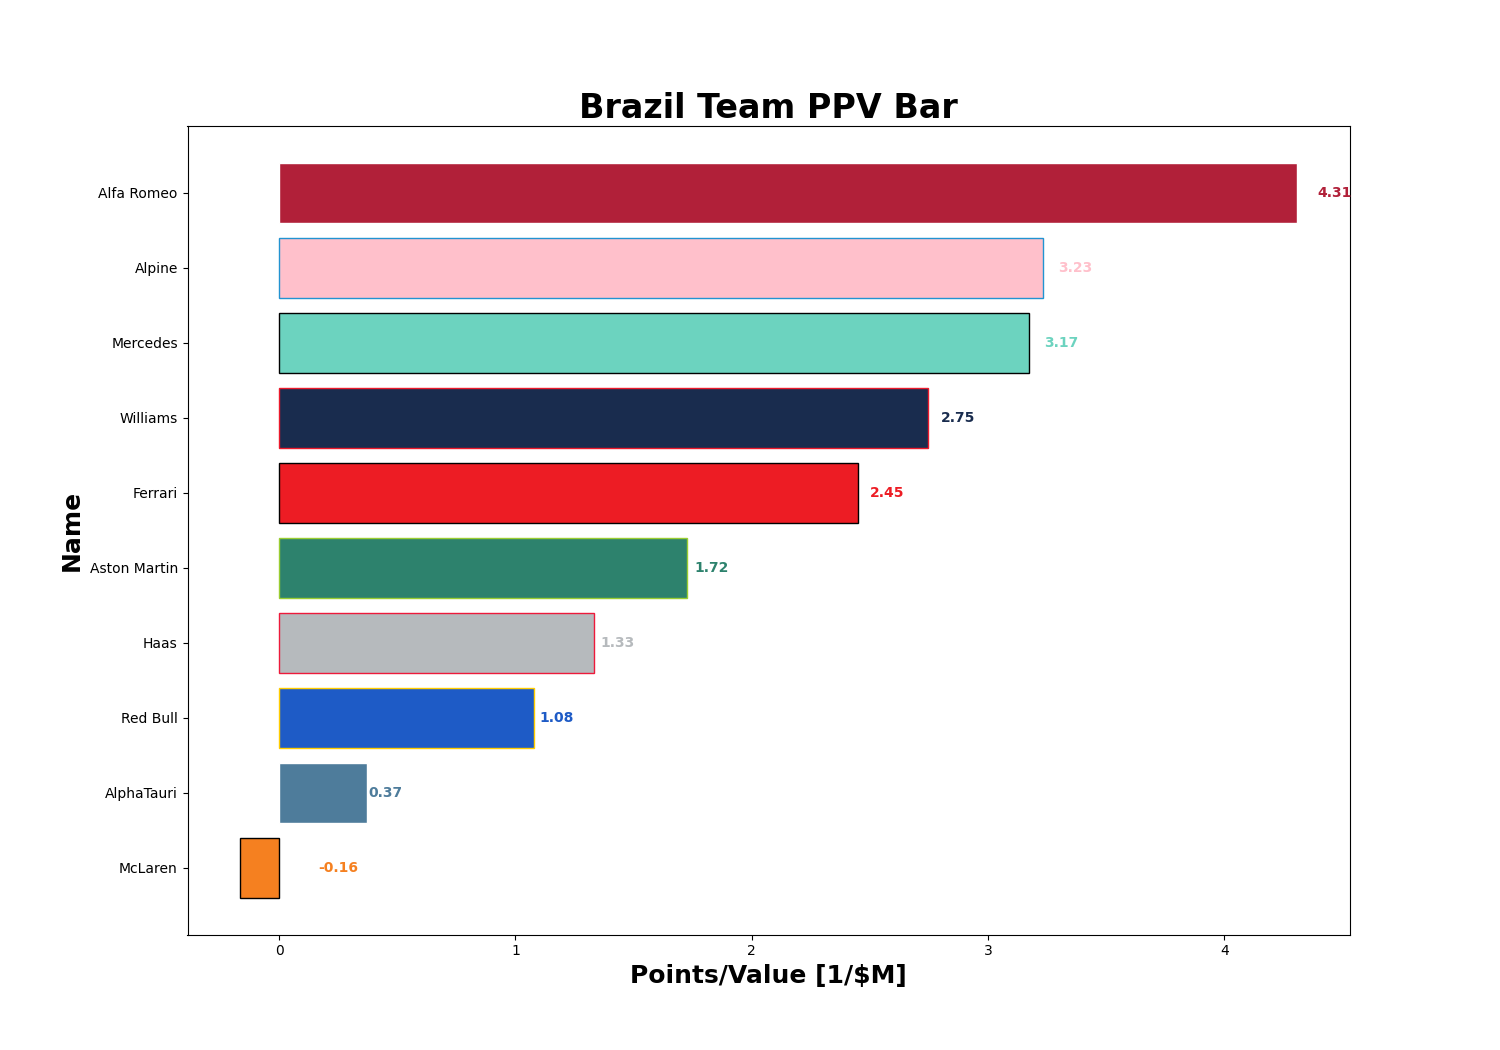 Brazil Team PPV Bar
Alfa Romeo 4.31
Alpine 3.23
Mercedes 3.17
Williams 2.75
Ferrari 2.45
Name
Aston Martin 1.72
Haas 1.33
Red Bull 1.08
AlphaTauri 0.37
McLaren -0.16
0 1 2 3 4
Points/Value [1/$M]